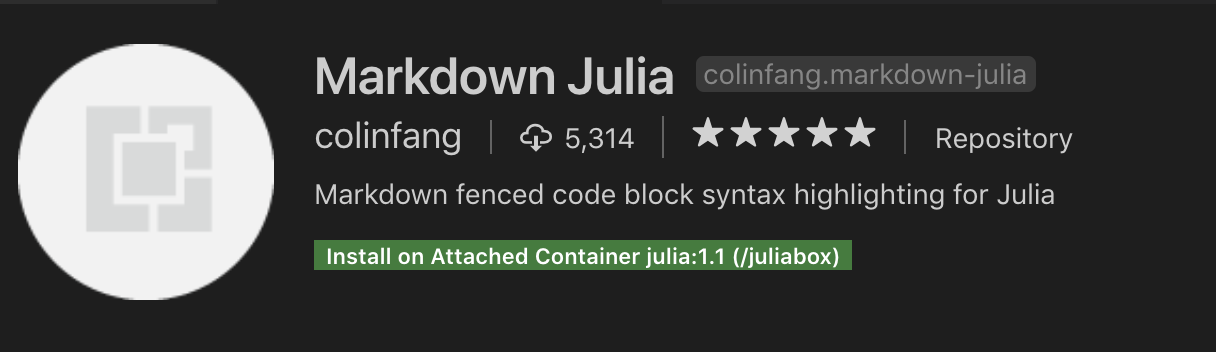 Markdown Julia colinfang.markdown-julia
colinfang 5,314 Repository
Markdown fenced code block syntax highlighting for Julia
Install on Attached Container julia:1.1 (/juliabox)